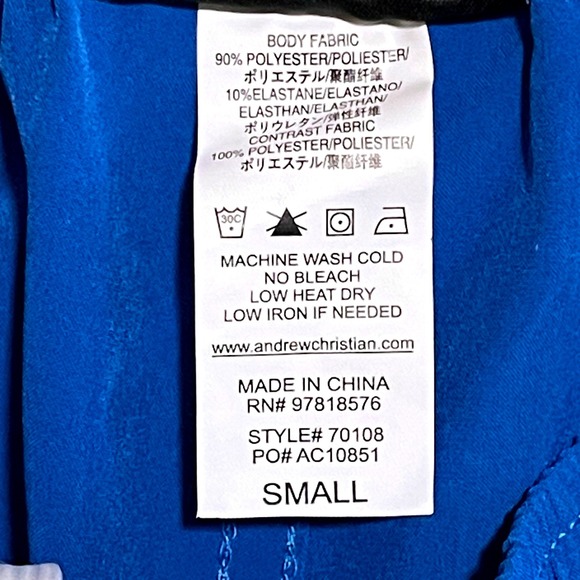 BODY FABRIC
90% POLYESTER/POLIESTER/
ポリエステル/聚酯纤维
10%ELASTANE/ELASTANO/
ELASTHAN/ELASTHAN/
ポリウレタン/弹性纤维
CONTRAST FABRIC
100% POLYESTER/POLIESTER/
ポリエステル/聚酯纤维
30C
MACHINE WASH COLD
NO BLEACH
LOW HEAT DRY
LOW IRON IF NEEDED
www.andrewchristian.com
MADE IN CHINA
RN# 97818576
STYLE# 70108
PO# AC10851
SMALL